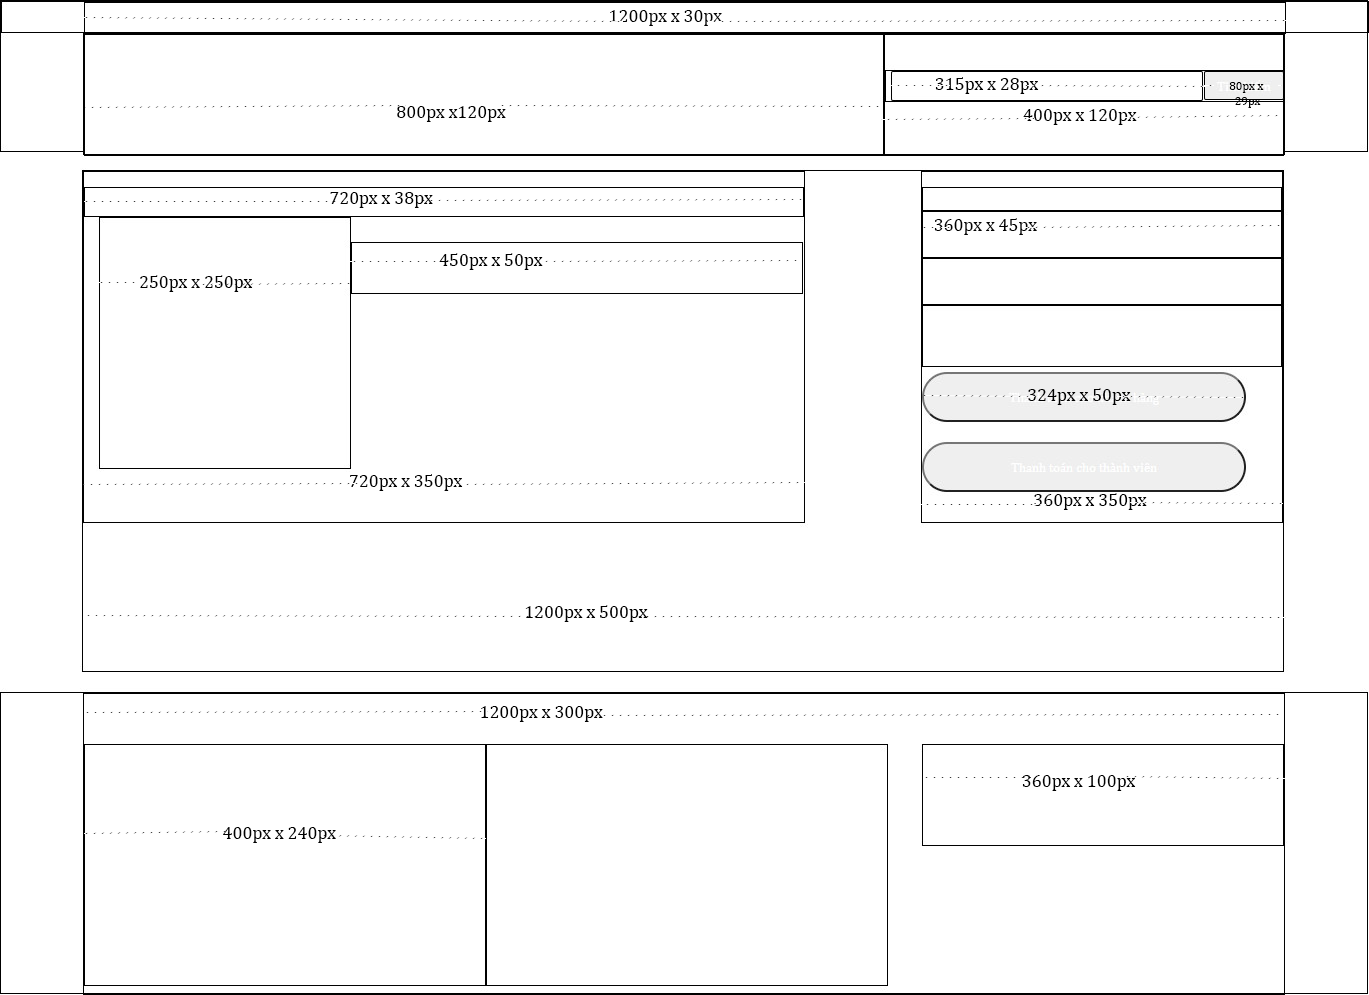 1200px x 30px
800px x120px
315px x 28px
80px x
29px
400px x 120px
720px x 38px
250px x 250px
450px x 50px
720px x 350px
360px x 45px
324px x 50px
Thanh toán cho thành viên
360px x 350px
1200px x 500px
1200px x 300px
400px x 240px
360px x 100px